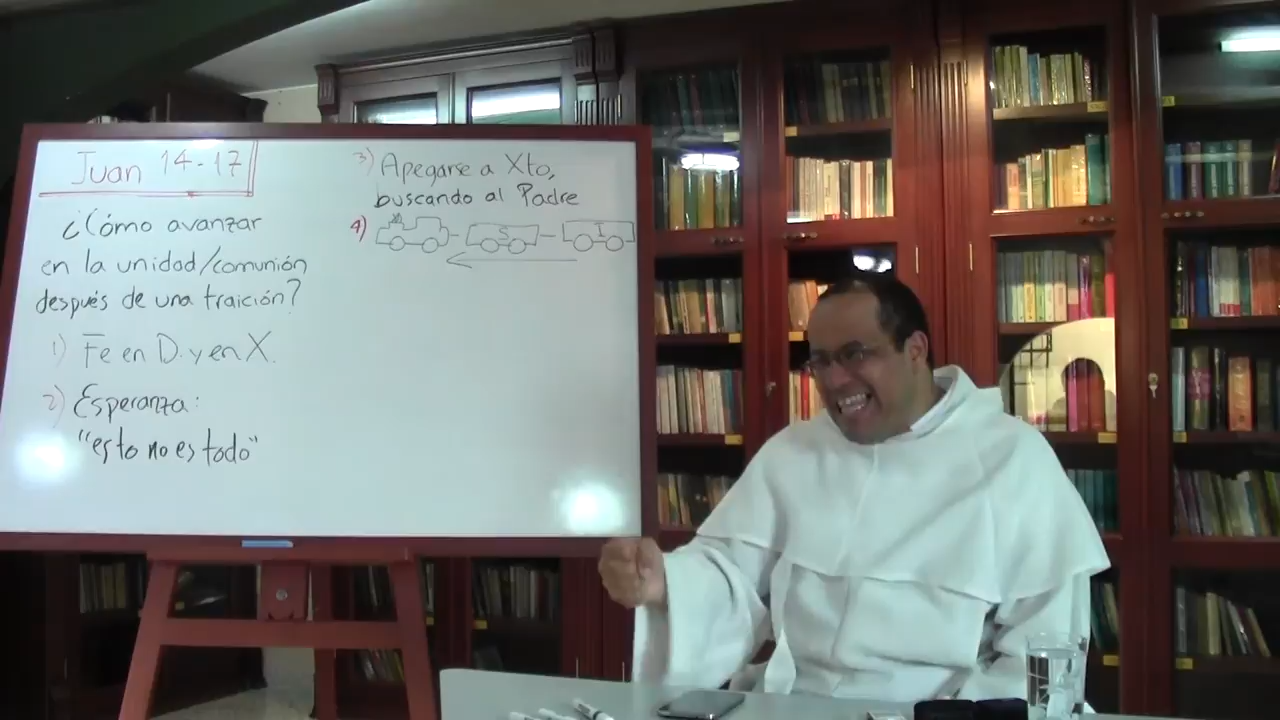 Juan 14-17
¿Cómo avanzar
en la unidad/comunión
después de una traición?
1) Fe en D. y en X.
2) Esperanza:
"esto no es todo"
3) Apegarse a Xto,
buscando al Padre
4) S I